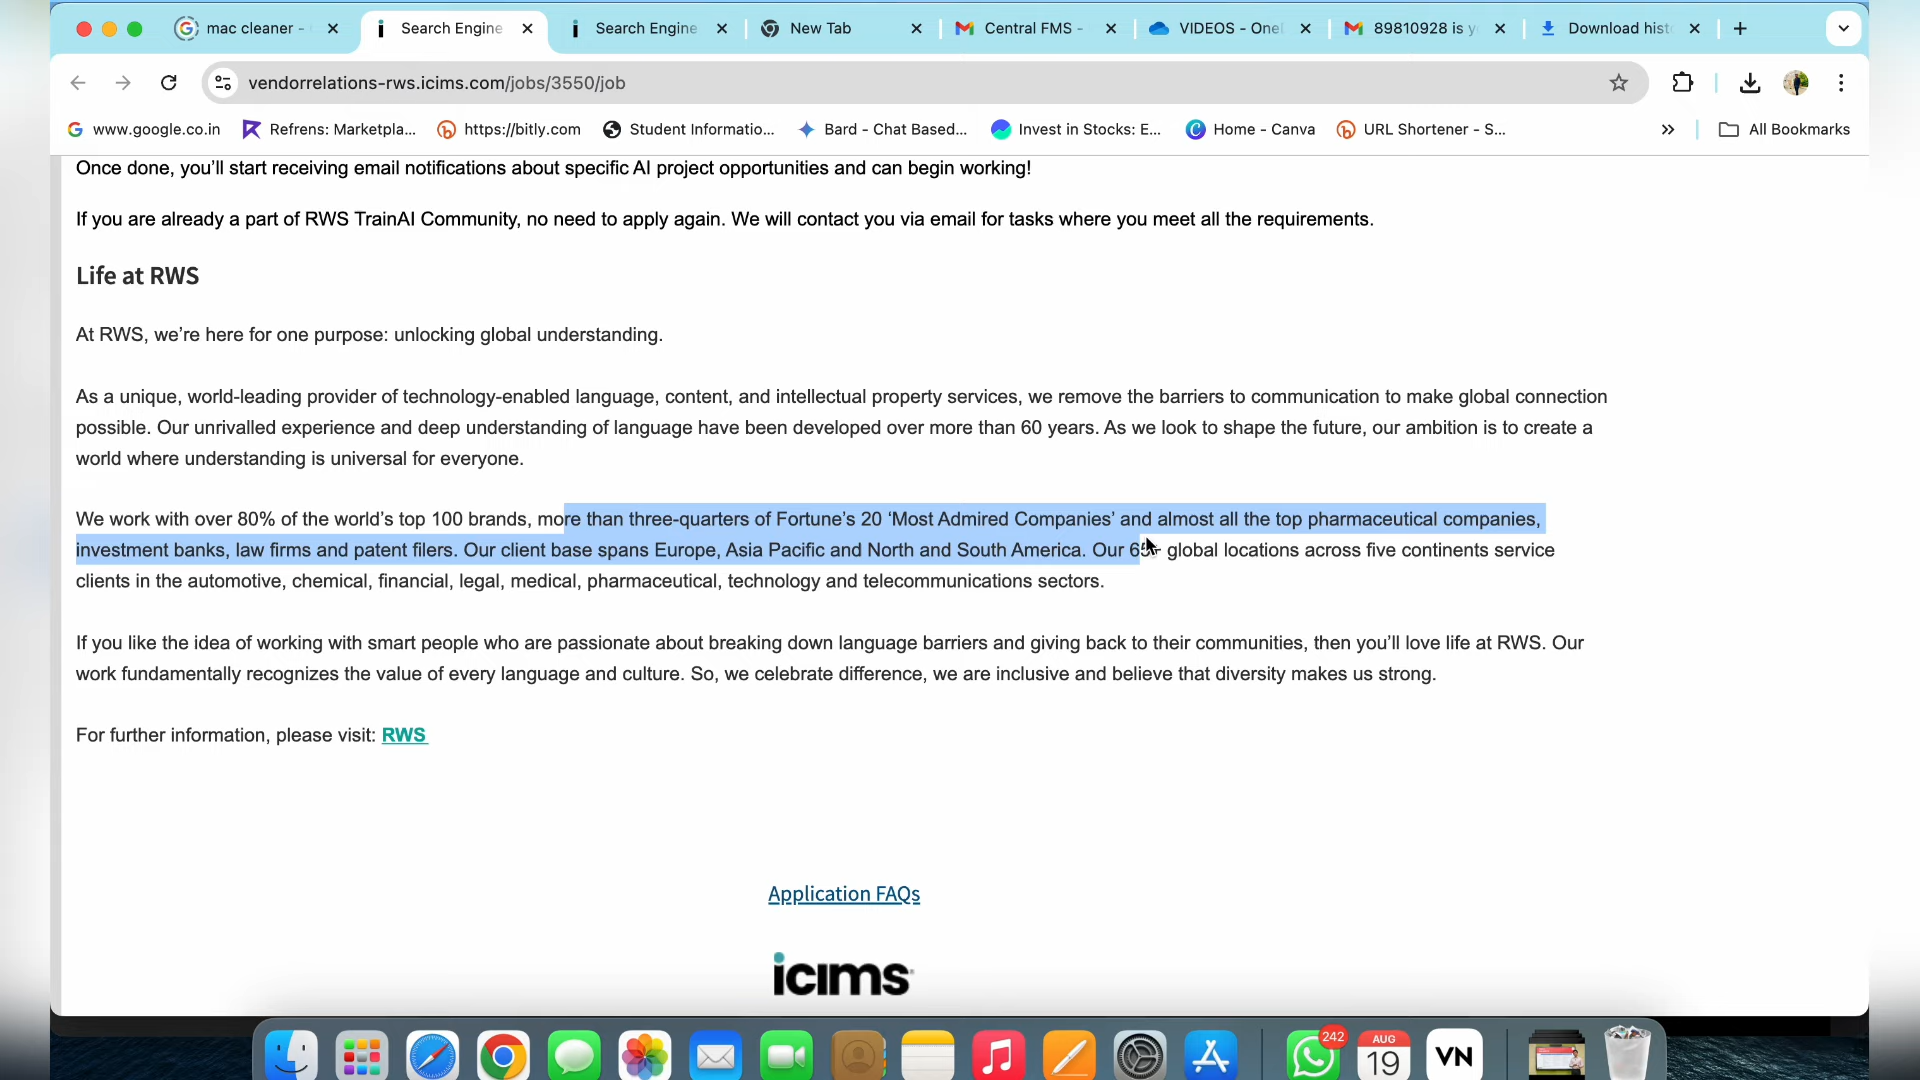 mac cleaner -
Search Engine
Search Engine
New Tab
Central FMS -
VIDEOS - One
89810928 is y
Download hist
vendorrelations-rws.icims.com/jobs/3550/job
www.google.co.in
Refrens: Marketpla...
https://bitly.com
Student Informatio...
Bard - Chat Based...
Invest in Stocks: E...
Home - Canva
URL Shortener - S...
All Bookmarks
Once done, you’ll start receiving email notifications about specific AI project opportunities and can begin working!
If you are already a part of RWS TrainAI Community, no need to apply again. We will contact you via email for tasks where you meet all the requirements.
Life at RWS
At RWS, we’re here for one purpose: unlocking global understanding.
As a unique, world-leading provider of technology-enabled language, content, and intellectual property services, we remove the barriers to communication to make global connection
possible. Our unrivalled experience and deep understanding of language have been developed over more than 60 years. As we look to shape the future, our ambition is to create a
world where understanding is universal for everyone.
We work with over 80% of the world’s top 100 brands, more than three-quarters of Fortune’s 20 ‘Most Admired Companies’ and almost all the top pharmaceutical companies,
investment banks, law firms and patent filers. Our client base spans Europe, Asia Pacific and North and South America. Our 65+ global locations across five continents service
clients in the automotive, chemical, financial, legal, medical, pharmaceutical, technology and telecommunications sectors.
If you like the idea of working with smart people who are passionate about breaking down language barriers and giving back to their communities, then you’ll love life at RWS. Our
work fundamentally recognizes the value of every language and culture. So, we celebrate difference, we are inclusive and believe that diversity makes us strong.
For further information, please visit: RWS
Application FAQs
icims
242
AUG
19
VN